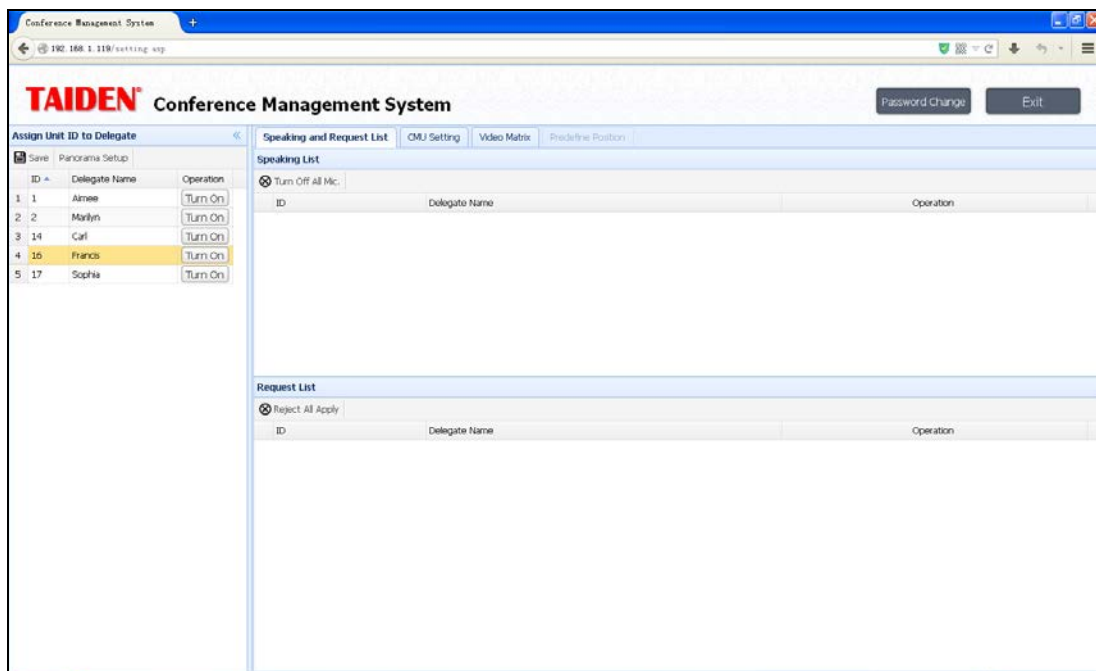 Conference Management System
192.168.1.119/setting asp
TAIDEN® Conference Management System
Password Change
Exit
Assign Unit ID to Delegate
Save Panorama Setup
ID Delegate Name Operation
1 1 Aimee Turn On
2 2 Marilyn Turn On
3 14 Carl Turn On
4 16 Francis Turn On
5 17 Sophia Turn On
Speaking and Request List CMU Setting Video Matrix Predefine Position
Speaking List
Turn Off All Mic.
ID Delegate Name Operation
Request List
Reject All Apply
ID Delegate Name Operation